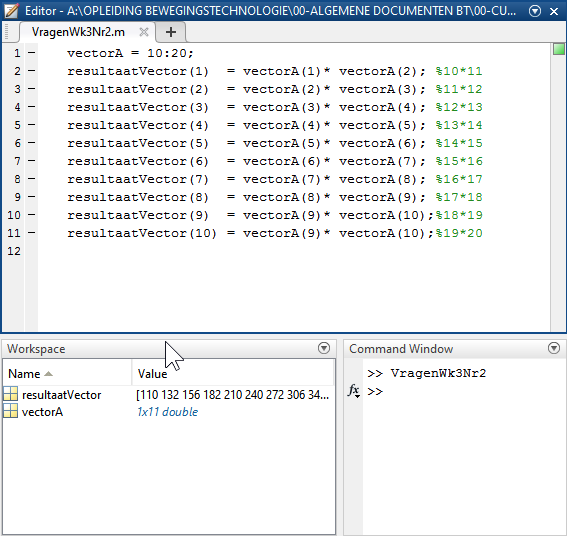 Editor - A:\OPLEIDING BEWEGINGSTECHNOLOGIE\00-ALGEMENE DOCUMENTEN BT\00-CU...
VragenWk3Nr2.m
1 vectorA = 10:20;
2 resultaatVector(1) = vectorA(1)* vectorA(2); %10*11
3 resultaatVector(2) = vectorA(2)* vectorA(3); %11*12
4 resultaatVector(3) = vectorA(3)* vectorA(4); %12*13
5 resultaatVector(4) = vectorA(4)* vectorA(5); %13*14
6 resultaatVector(5) = vectorA(5)* vectorA(6); %14*15
7 resultaatVector(6) = vectorA(6)* vectorA(7); %15*16
8 resultaatVector(7) = vectorA(7)* vectorA(8); %16*17
9 resultaatVector(8) = vectorA(8)* vectorA(9); %17*18
10 resultaatVector(9) = vectorA(9)* vectorA(10);%18*19
11 resultaatVector(10) = vectorA(9)* vectorA(10);%19*20
12
Workspace
Name Value
resultaatVector [110 132 156 182 210 240 272 306 34...
vectorA 1x11 double
Command Window
>> VragenWk3Nr2
fx >>